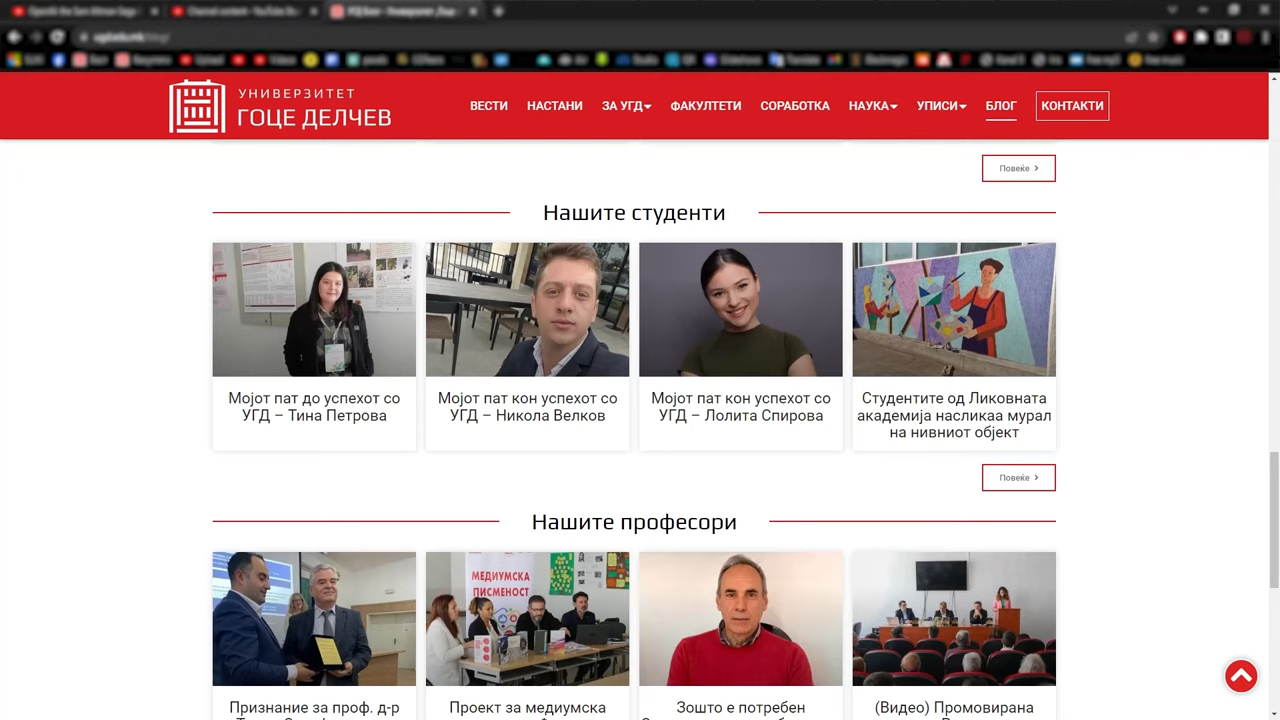 УНИВЕРЗИТЕТ
ГОЦЕ ДЕЛЧЕВ
ВЕСТИ НАСТАНИ ЗА УГД ФАКУЛТЕТИ СОРАБОТКА НАУКА УПИСИ БЛОГ КОНТАКТИ
Повеќе
Нашите студенти
Мојот пат до успехот со
УГД – Тина Петрова
Мојот пат кон успехот со
УГД – Никола Велков
Мојот пат кон успехот со
УГД – Лолита Спирова
Студентите од Ликовната
академија насликаа мурал
на нивниот објект
Повеќе
Нашите професори
МЕДИУМСКА
ПИСМЕНОСТ
Признание за проф. д-р
Проект за медиумска
Зошто е потребен
(Видео) Промовирана